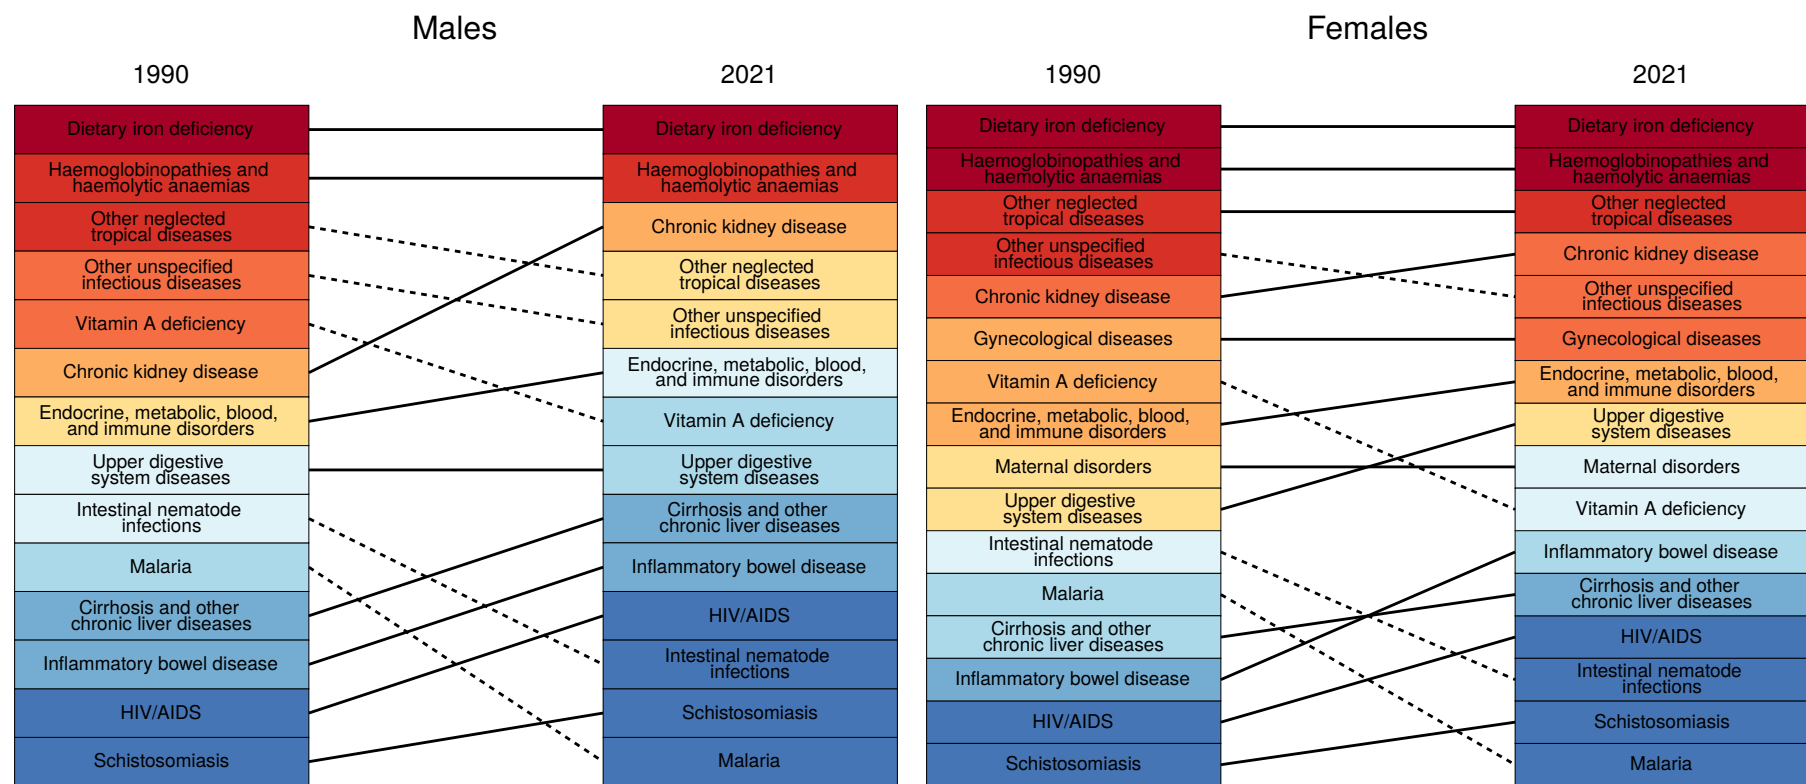 Males
1990
Dietary iron deficiency
Haemoglobinopathies and
haemolytic anaemias
Other neglected
tropical diseases
Other unspecified
infectious diseases
Vitamin A deficiency
Chronic kidney disease
Endocrine, metabolic, blood,
and immune disorders
Upper digestive
system diseases
Intestinal nematode
infections
Malaria
Cirrhosis and other
chronic liver diseases
Inflammatory bowel disease
HIV/AIDS
Schistosomiasis
2021
Dietary iron deficiency
Haemoglobinopathies and
haemolytic anaemias
Chronic kidney disease
Other neglected
tropical diseases
Other unspecified
infectious diseases
Endocrine, metabolic, blood,
and immune disorders
Vitamin A deficiency
Upper digestive
system diseases
Cirrhosis and other
chronic liver diseases
Inflammatory bowel disease
HIV/AIDS
Intestinal nematode
infections
Schistosomiasis
Malaria
Females
1990
Dietary iron deficiency
Haemoglobinopathies and
haemolytic anaemias
Other neglected
tropical diseases
Other unspecified
infectious diseases
Chronic kidney disease
Gynecological diseases
Vitamin A deficiency
Endocrine, metabolic, blood,
and immune disorders
Maternal disorders
Upper digestive
system diseases
Intestinal nematode
infections
Malaria
Cirrhosis and other
chronic liver diseases
Inflammatory bowel disease
HIV/AIDS
Schistosomiasis
2021
Dietary iron deficiency
Haemoglobinopathies and
haemolytic anaemias
Other neglected
tropical diseases
Chronic kidney disease
Other unspecified
infectious diseases
Gynecological diseases
Endocrine, metabolic, blood,
and immune disorders
Upper digestive
system diseases
Maternal disorders
Vitamin A deficiency
Inflammatory bowel disease
Cirrhosis and other
chronic liver diseases
HIV/AIDS
Intestinal nematode
infections
Schistosomiasis
Malaria